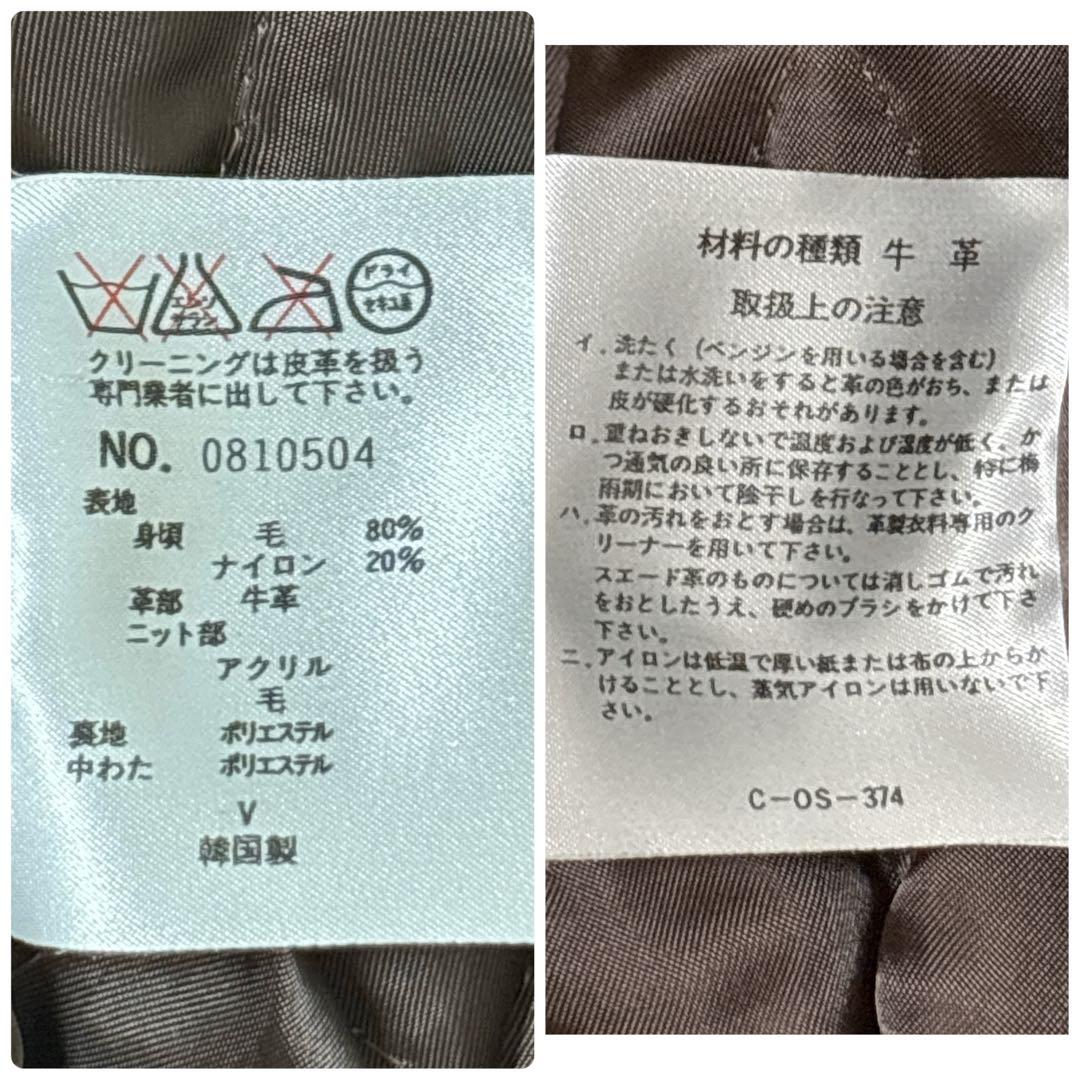 エンソ
サラシ
ドライ
セキユ系
クリーニングは皮革を扱う
専門業者に出して下さい。
NO. 0810504
表地
身頃 毛 80%
ナイロン 20%
革部 牛革
ニット部
アクリル
毛
裏地 ポリエステル
中わた ポリエステル
V
韓国製
材料の種類 牛 革
取扱上の注意
イ.洗たく(ベンジンを用いる場合を含む)
または水洗いをすると革の色がおち、または
皮が硬化するおそれがあります。
ロ.重ねおきしないで温度および湿度が低く、か
つ通気の良い所に保存することとし、特に梅
雨期において陰干しを行なって下さい。
ハ.革の汚れをおとす場合は、革製衣料専用のク
リーナーを用いて下さい。
スエード革のものについては消しゴムで汚れ
をおとしたうえ、硬めのブラシをかけて下さ
下さい。
ニ.アイロンは低温で厚い紙または布の上からか
けることとし、蒸気アイロンは用いないで下
さい。
C-OS-374